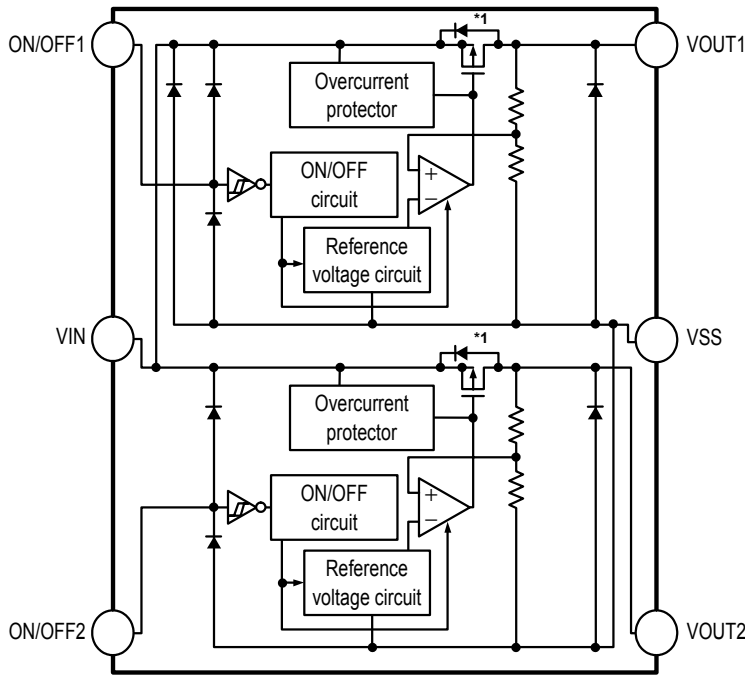 ON/OFF1
*1
VOUT1
Overcurrent
protector
ON/OFF
circuit
+
−
Reference
voltage circuit
VIN
VSS
*1
Overcurrent
protector
ON/OFF
circuit
+
−
Reference
voltage circuit
ON/OFF2
VOUT2